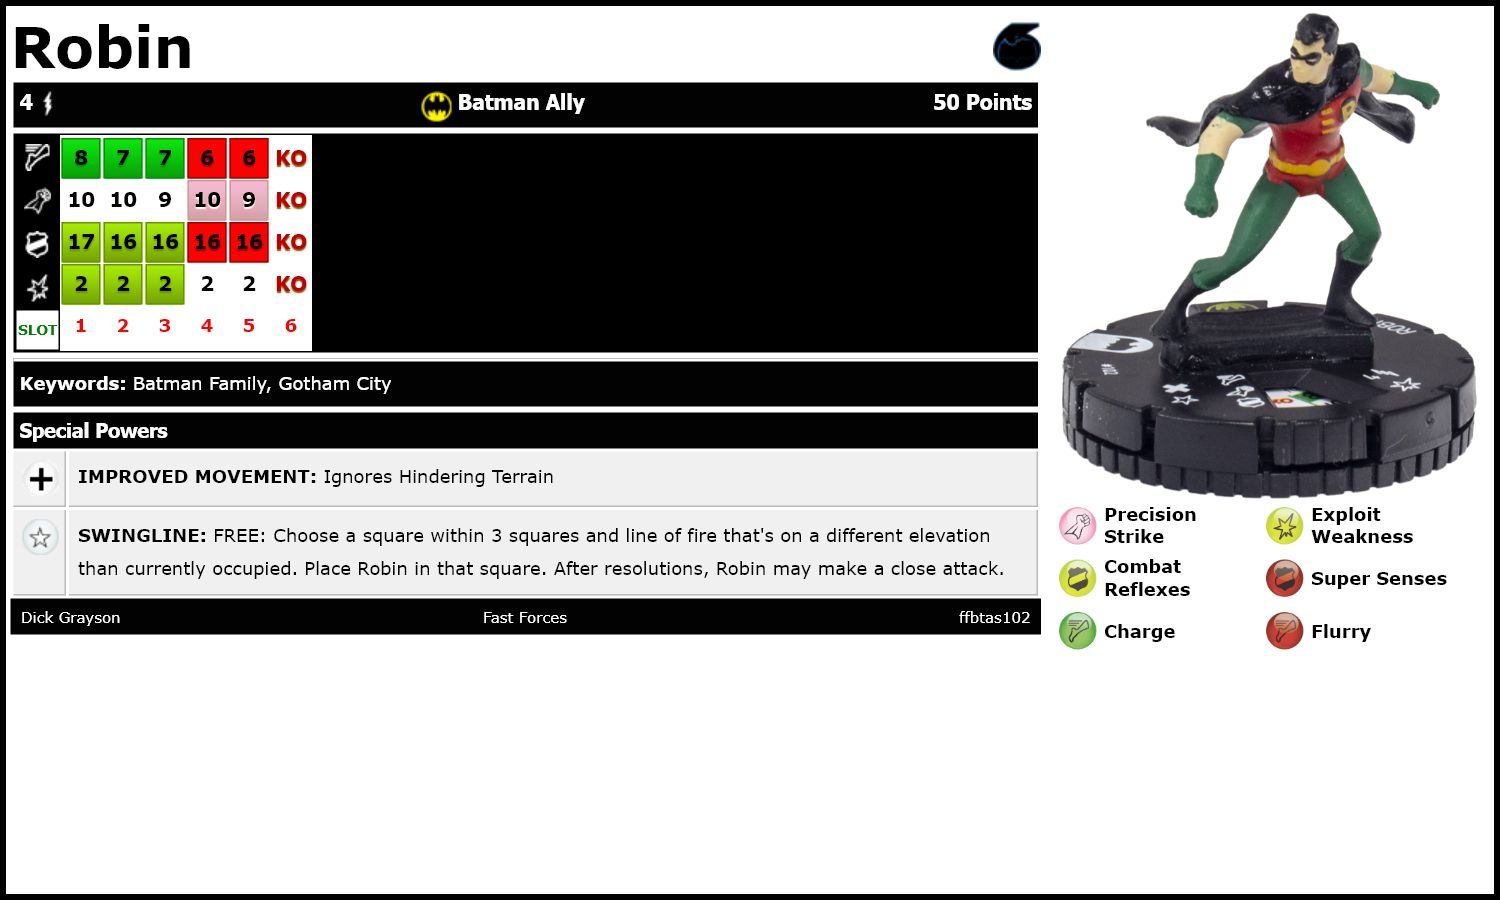 Robin
4 Batman Ally 50 Points
8 7 7 6 6 KO
10 10 9 10 9 KO
17 16 16 16 16 KO
2 2 2 2 2 KO
SLOT 1 2 3 4 5 6
Keywords: Batman Family, Gotham City
Special Powers
IMPROVED MOVEMENT: Ignores Hindering Terrain
SWINGLINE: FREE: Choose a square within 3 squares and line of fire that's on a different elevation
than currently occupied. Place Robin in that square. After resolutions, Robin may make a close attack.
Dick Grayson Fast Forces ffbtas102
#102
Precision
Strike
Exploit
Weakness
Combat
Reflexes
Super Senses
Charge
Flurry